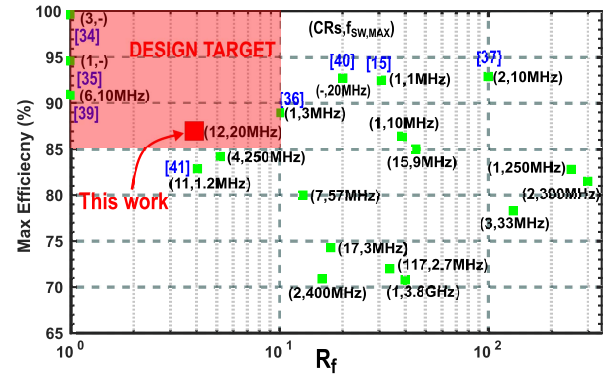 100
95
90
85
80
75
70
65
Max Efficiecny (%)
(3,-)
[34]
DESIGN TARGET
(CRs,fSW,MAX)
(1,-)
[35]
(6,10MHz)
[39]
(12,20MHz)
[40]
(-,20MHz)
[15]
(1,1MHz)
[37]
(2,10MHz)
[36]
(1,3MHz)
(1,10MHz)
(15,9MHz)
[41]
(4,250MHz)
(11,1.2MHz)
This work
(7,57MHz)
(1,250MHz)
(2,300MHz)
(3,33MHz)
(17,3MHz)
(117,2.7MHz)
(2,400MHz)
(1,3.8GHz)
10^0
10^1
10^2
Rf